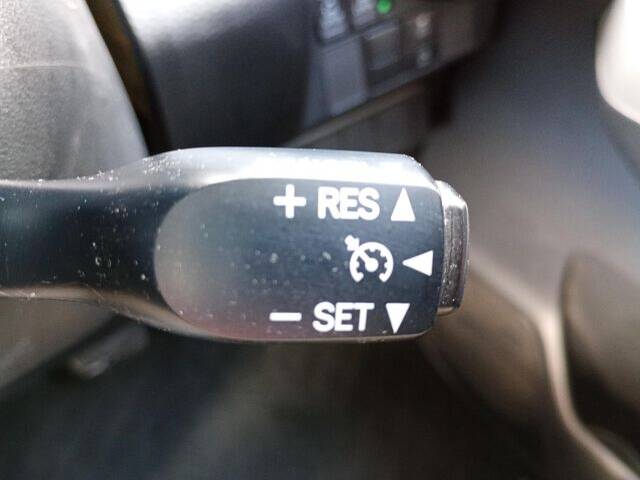 + RES
- SET